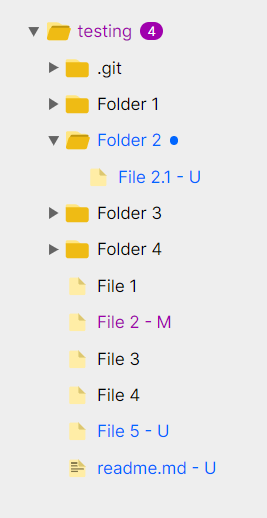 testing 4
.git
Folder 1
Folder 2
File 2.1 - U
Folder 3
Folder 4
File 1
File 2 - M
File 3
File 4
File 5 - U
readme.md - U